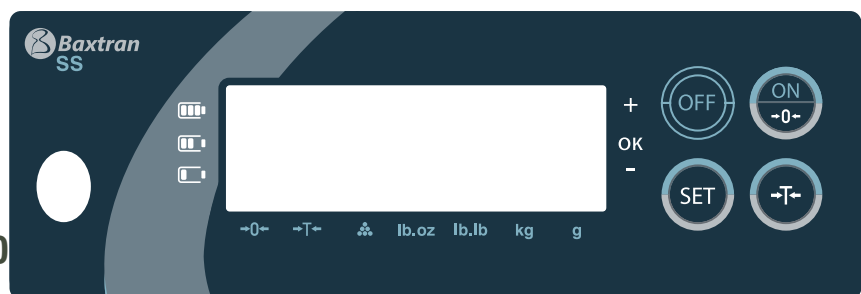 Baxtran
SS
+
OK
-
OFF
ON
→0←
SET
→T←
→0← →T← lb.oz lb.lb kg g